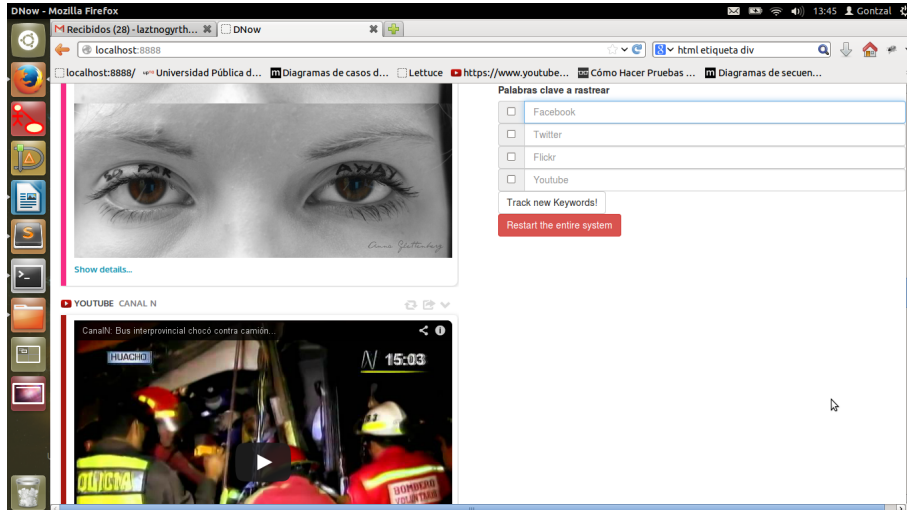 DNow - Mozilla Firefox
13:45 Gontzal
Recibidos (28) - laztnogyrth...
DNow
localhost:8888
html etiqueta div
localhost:8888/
Universidad Pública d...
Diagramas de casos d...
Lettuce
https://www.youtube...
Cómo Hacer Pruebas ...
Diagramas de secuen...
Palabras clave a rastrear
Facebook
Twitter
Flickr
Youtube
Track new Keywords!
Restart the entire system
SO FAR
AWAY
Show details...
YOUTUBE CANAL N
CanalN: Bus interprovincial chocó contra camión...
HUACHO
N 15:03
POLICIA
BOMBERO
VOLUNTARIO